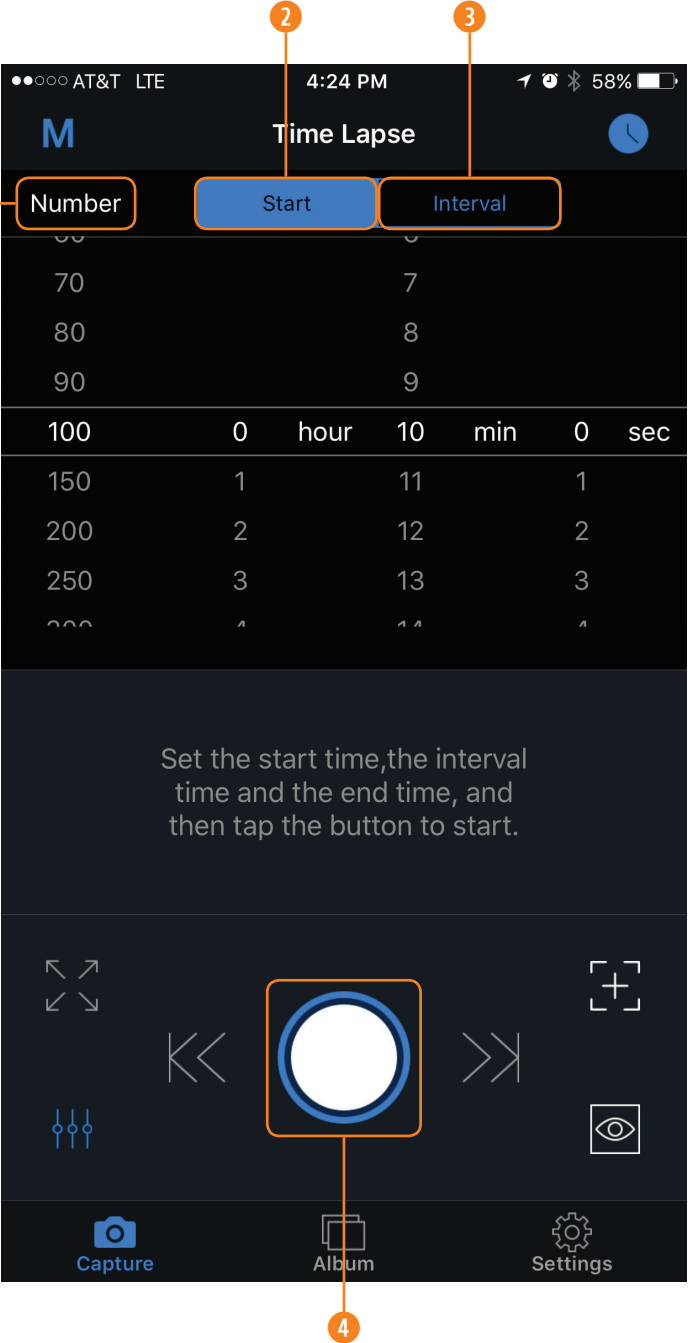 2 3
AT&T LTE 4:24 PM 58%
M Time Lapse
Number Start Interval
70 7
80 8
90 9
100 0 hour 10 min 0 sec
150 1 11 1
200 2 12 2
250 3 13 3
Set the start time,the interval
time and the end time, and
then tap the button to start.
Capture Album Settings
4